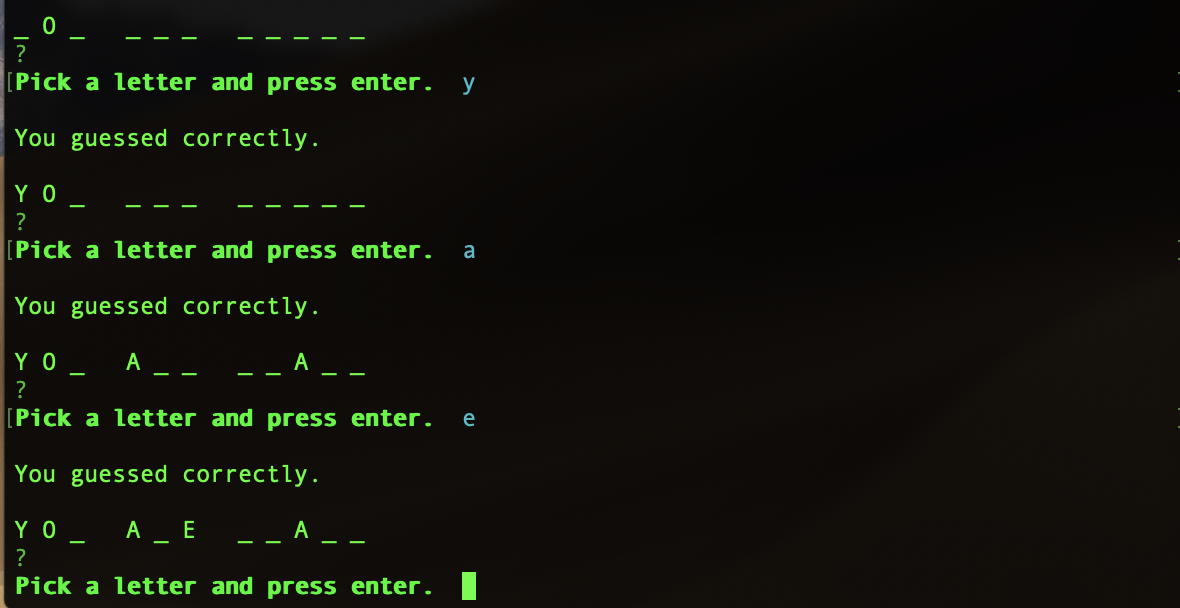 _ O _   _ _ _   _ _ _ _ _
?
[Pick a letter and press enter.  y
You guessed correctly.
Y O _   _ _ _   _ _ _ _ _
?
[Pick a letter and press enter.  a
You guessed correctly.
Y O _   A _ _   _ _ A _ _
?
[Pick a letter and press enter.  e
You guessed correctly.
Y O _   A _ E   _ _ A _ _
?
Pick a letter and press enter.